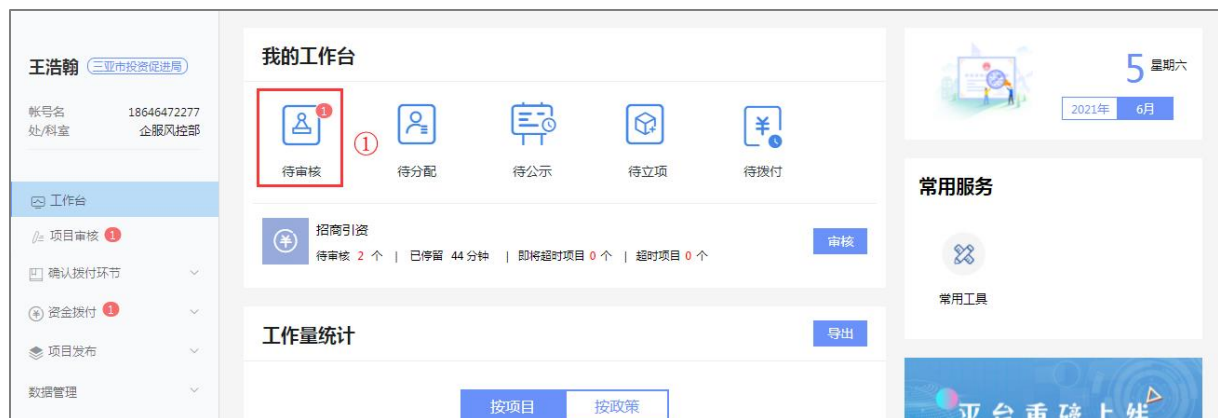 王浩翰 三亚市投资促进局
帐号名 18646472277
处/科室 企服风控部
工作台
项目审核 1
确认拨付环节
资金拨付 1
项目发布
数据管理
我的工作台
1
①
待审核 待分配 待公示 待立项 待拨付
招商引资
待审核 2 个 | 已停留 44 分钟 | 即将超时项目 0 个 | 超时项目 0 个
审核
工作量统计
导出
按项目 按政策
5 星期六
2021年 6月
常用服务
常用工具
平台重磅上线